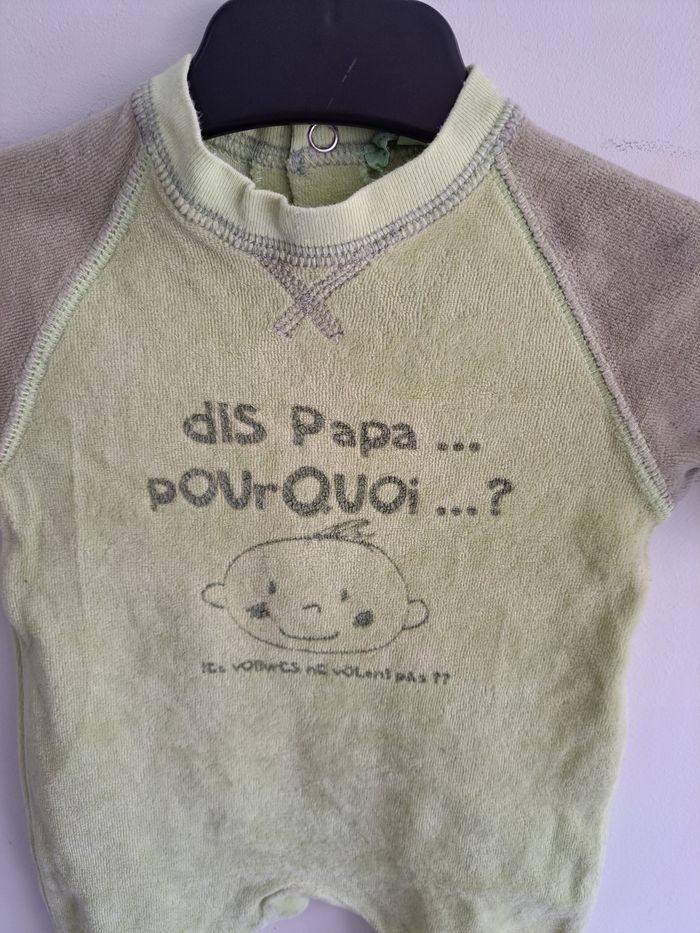 dis Papa ...
pOUrQUOi ...?
les vOitures nE vOLent pas ??